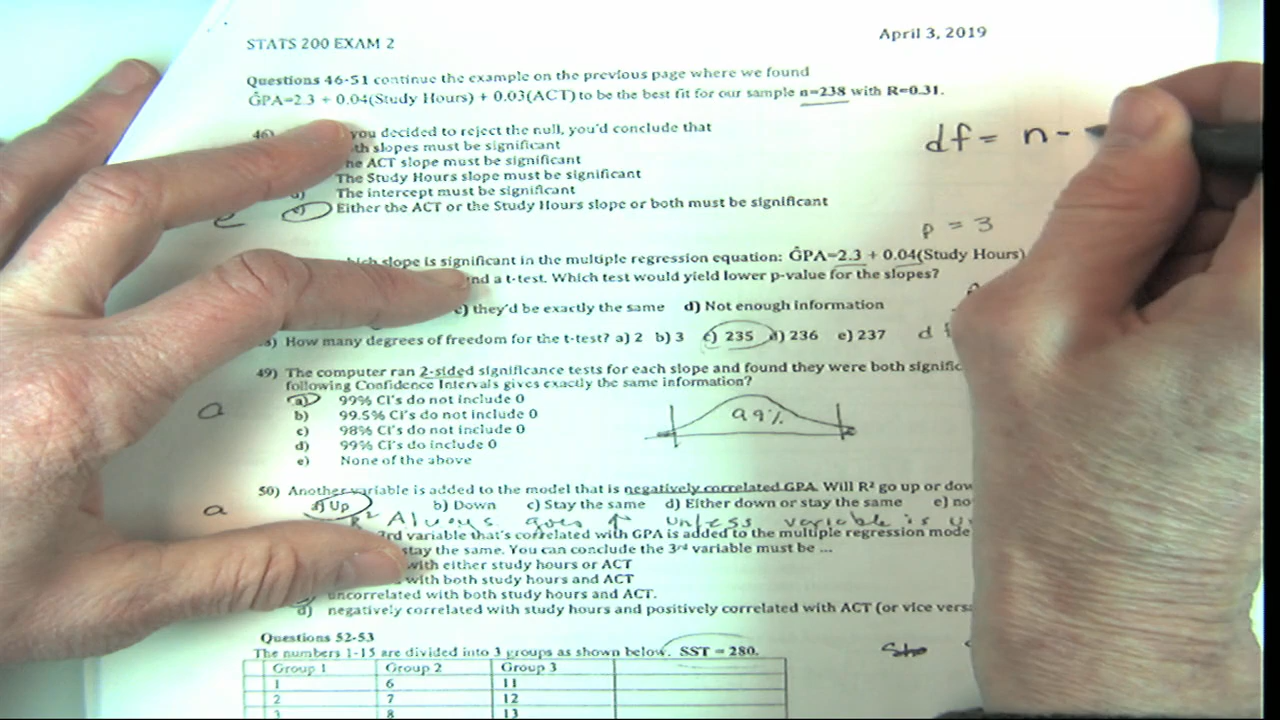 STATS 200 EXAM 2
April 3, 2019
Questions 46-51 continue the example on the previous page where we found
ĜPA=2.3 + 0.04(Study Hours) + 0.03(ACT) to be the best fit for our sample n=238 with R=0.31.
you decided to reject the null, you'd conclude that
df = n -
slopes must be significant
ACT slope must be significant
The Study Hours slope must be significant
The intercept must be significant
e e) Either the ACT or the Study Hours slope or both must be significant
p = 3
slope is significant in the multiple regression equation: ĜPA=2.3 + 0.04(Study Hours)
a t-test. Which test would yield lower p-value for the slopes?
c) they'd be exactly the same d) Not enough information
How many degrees of freedom for the t-test? a) 2 b) 3 c) 235 d) 236 e) 237
49) The computer ran 2-sided significance tests for each slope and found they were both
following Confidence Intervals gives exactly the same information?
a a) 99% CI's do not include 0
b) 99.5% CI's do not include 0
99%
c) 98% CI's do not include 0
d) 99% CI's do include 0
e) None of the above
50) Another variable is added to the model that is negatively correlated GPA. Will R² go up or
a a) Up b) Down c) Stay the same d) Either down or stay the same e)
R² Always goes ↑ unless variable is
3rd variable that's correlated with GPA is added to the multiple regression
stay the same. You can conclude the 3rd variable must be ...
with either study hours or ACT
with both study hours and ACT
uncorrelated with both study hours and ACT.
d) negatively correlated with study hours and positively correlated with ACT (or vice
Questions 52-53
The numbers 1-15 are divided into 3 groups as shown below. SST = 280.
Group 1 Group 2 Group 3
1 6 11
2 7 12
3 8 13